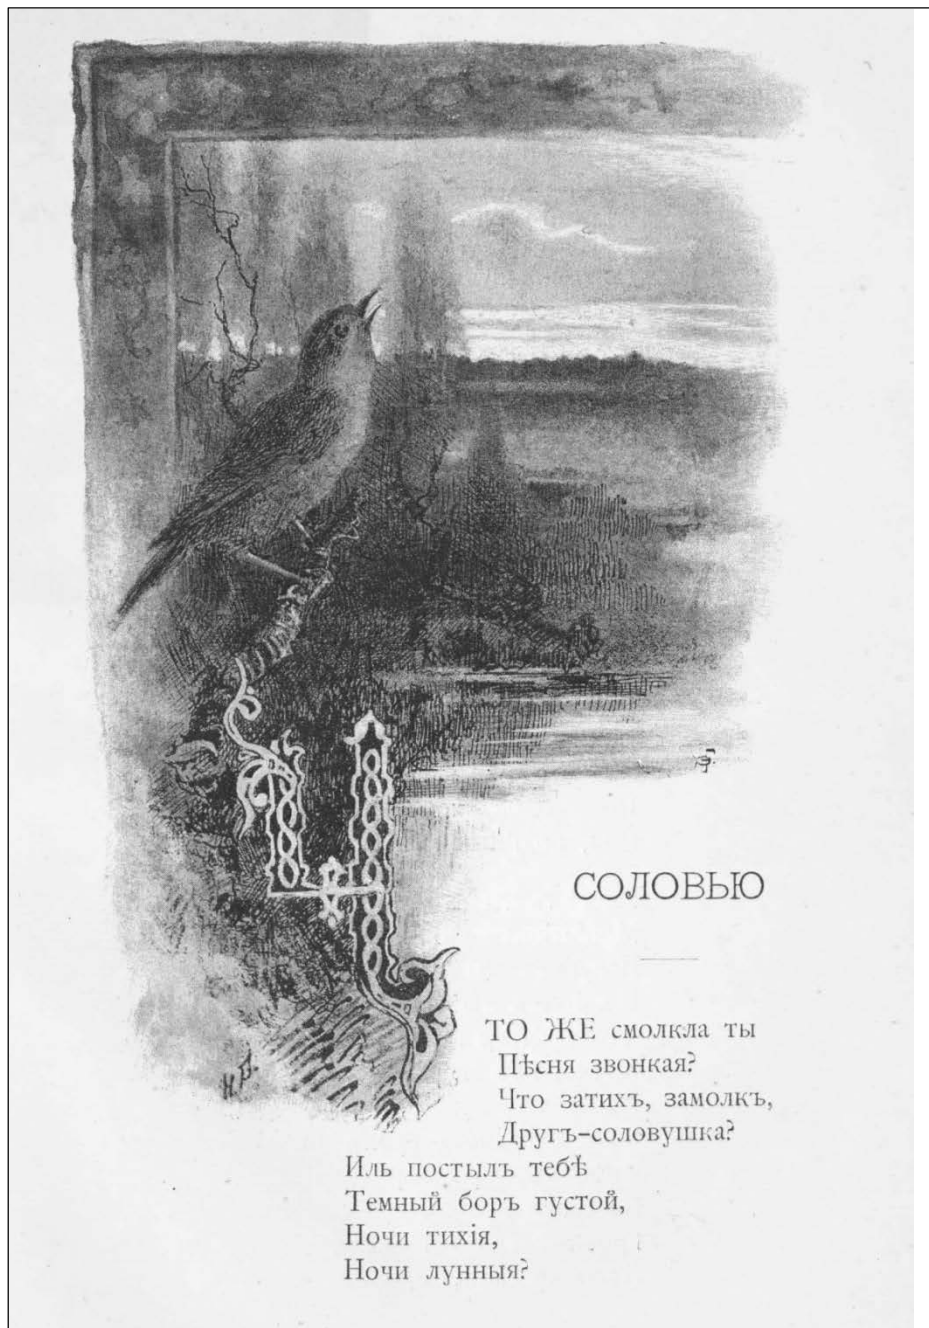 СОЛОВЬЮ
ЧТО ЖЕ смолкла ты
Пѣсня звонкая?
Что затихъ, замолкъ,
Другъ-соловушка?
Иль постылъ тебѣ
Темный боръ густой,
Ночи тихія,
Ночи лунныя?